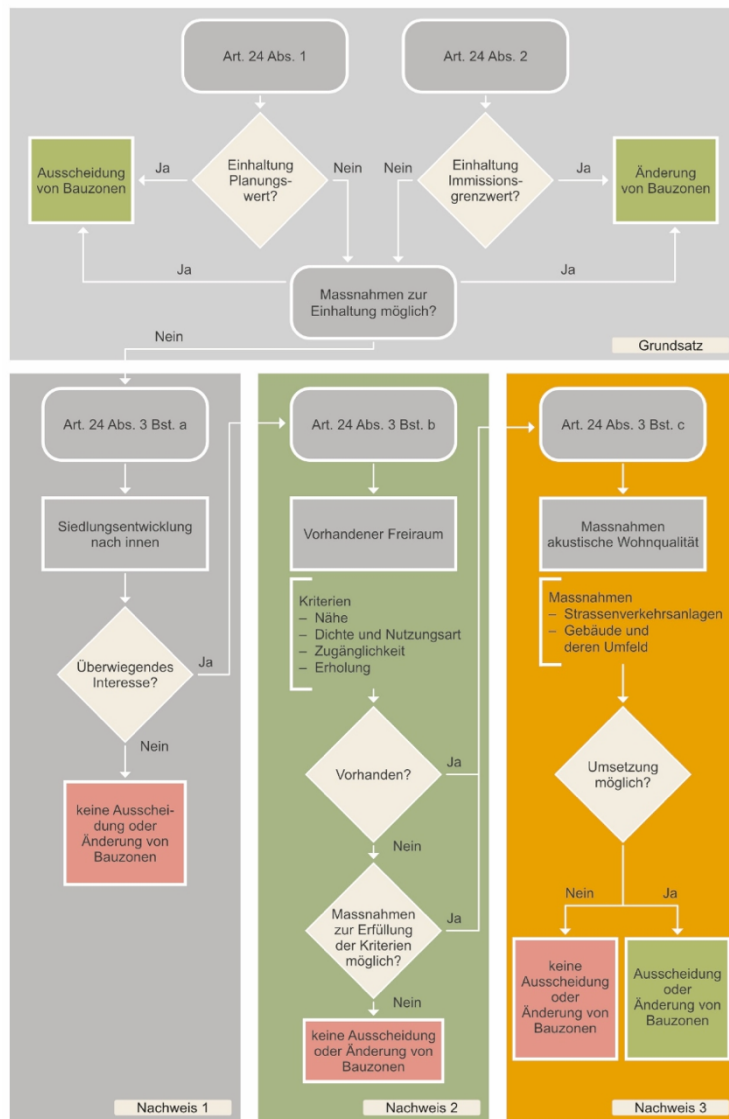 Art. 24 Abs. 1
Art. 24 Abs. 2
Ausscheidung
von Bauzonen
Ja
Einhaltung
Planungs-
wert?
Nein
Nein
Einhaltung
Immissions-
grenzwert?
Ja
Änderung
von Bauzonen
Ja
Massnahmen zur
Einhaltung möglich?
Ja
Nein
Grundsatz
Art. 24 Abs. 3 Bst. a
Siedlungsentwicklung
nach innen
Überwiegendes
Interesse?
Ja
Nein
keine Ausschei-
dung oder
Änderung von
Bauzonen
Nachweis 1
Art. 24 Abs. 3 Bst. b
Vorhandener Freiraum
Kriterien
– Nähe
– Dichte und Nutzungsart
– Zugänglichkeit
– Erholung
Vorhanden?
Ja
Nein
Massnahmen
zur Erfüllung
der Kriterien
möglich?
Ja
Nein
keine Ausscheidung
oder Änderung von
Bauzonen
Nachweis 2
Art. 24 Abs. 3 Bst. c
Massnahmen
akustische Wohnqualität
Massnahmen
– Strassenverkehrsanlagen
– Gebäude und
deren Umfeld
Umsetzung
möglich?
Nein
Ja
keine
Ausscheidung
oder
Änderung von
Bauzonen
Ausscheidung
oder
Änderung von
Bauzonen
Nachweis 3